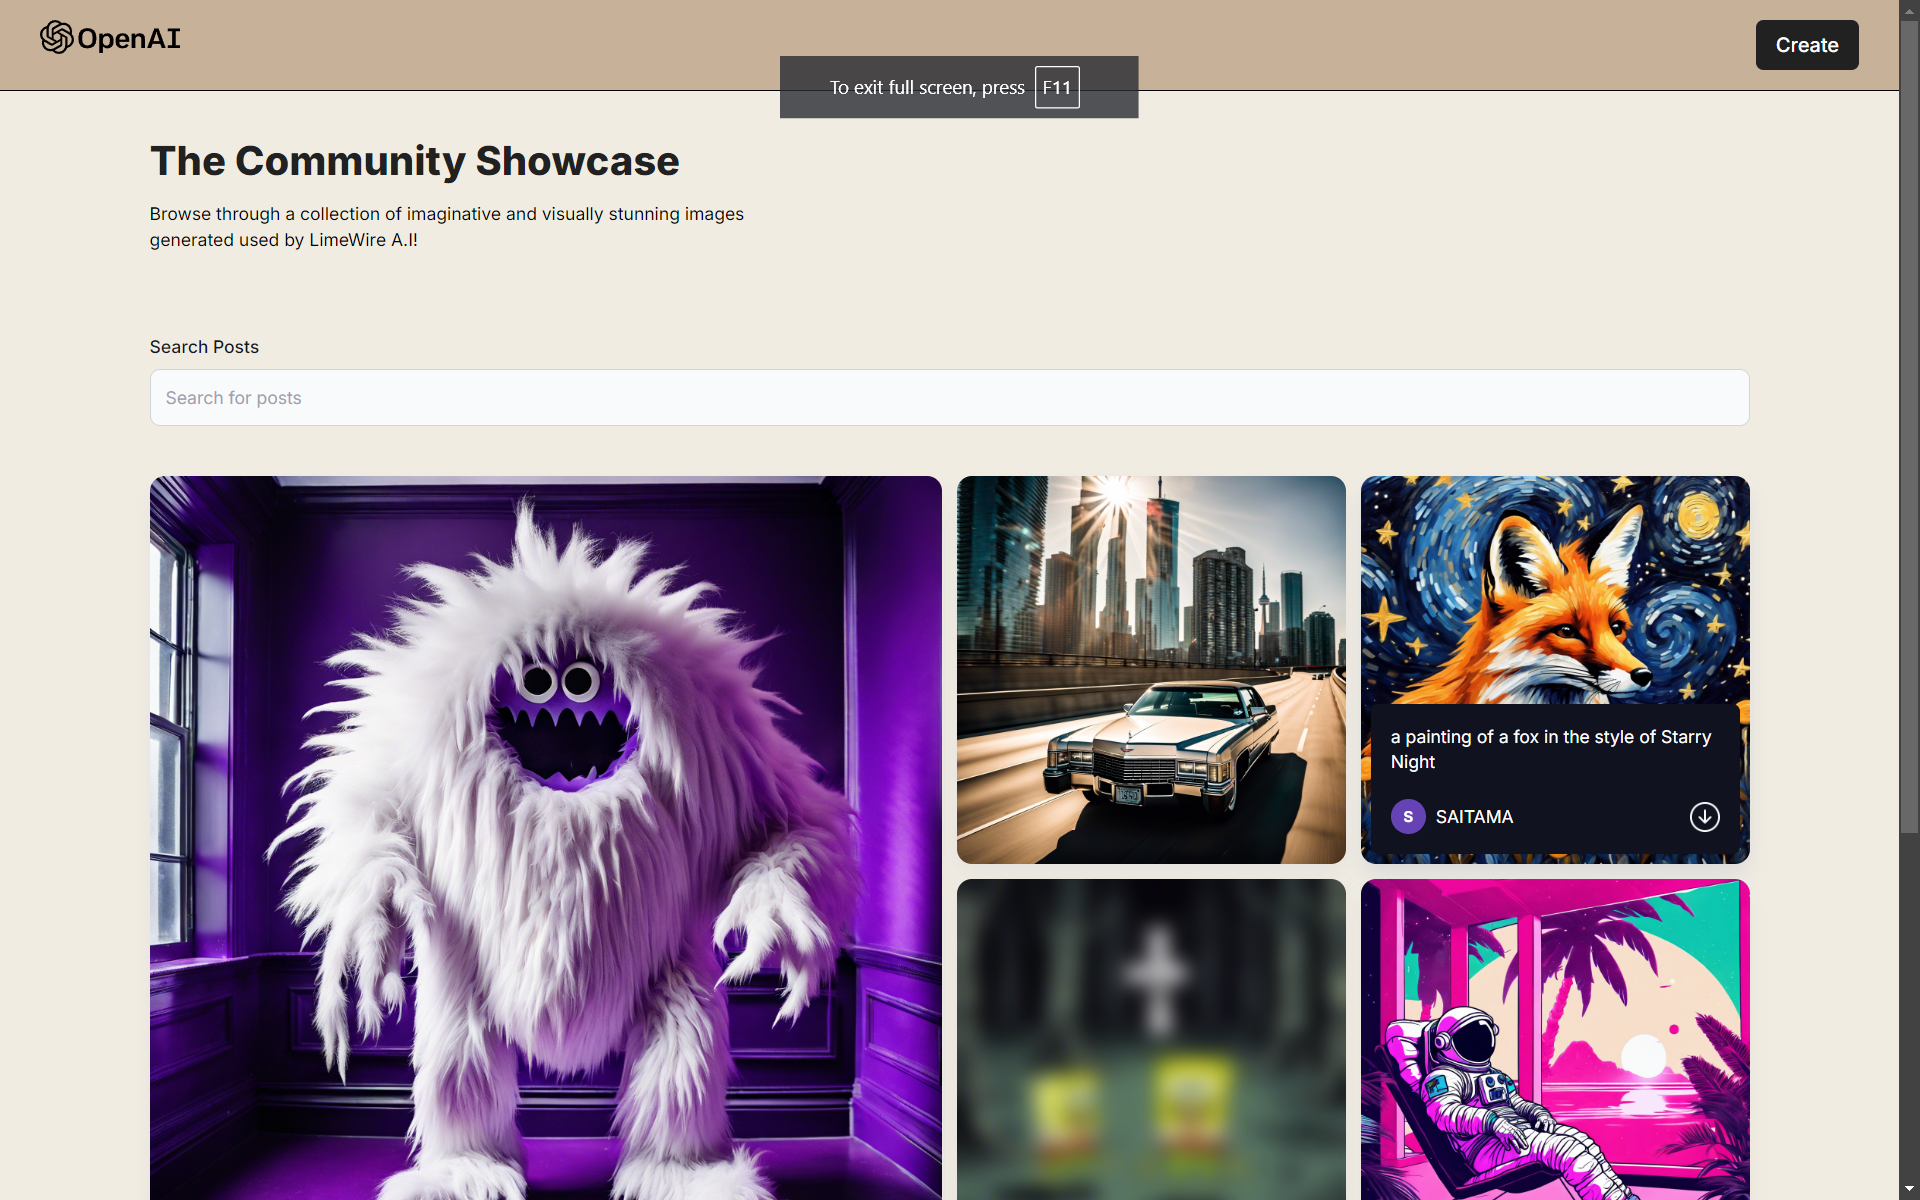 OpenAI
Create
To exit full screen, press F11
The Community Showcase
Browse through a collection of imaginative and visually stunning images
generated used by LimeWire A.I!
Search Posts
Search for posts
a painting of a fox in the style of Starry
Night
S SAITAMA